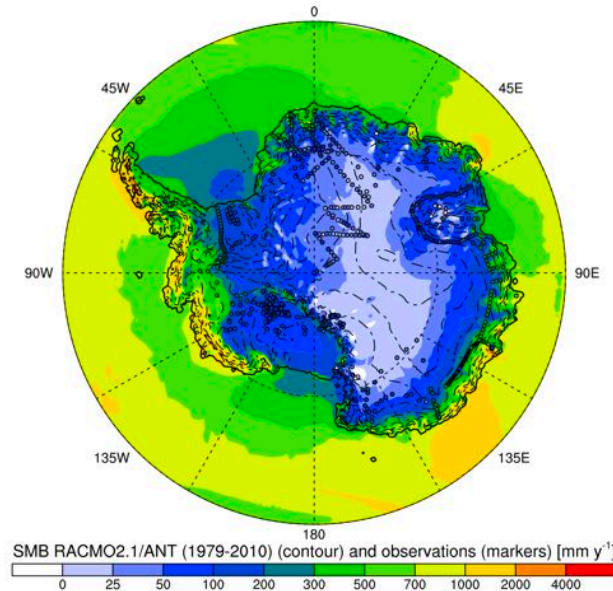 0
45W
45E
90W
90E
135W
135E
180
SMB RACMO2.1/ANT (1979-2010) (contour) and observations (markers) [mm y⁻¹]
0 25 50 100 200 300 500 700 1000 2000 4000